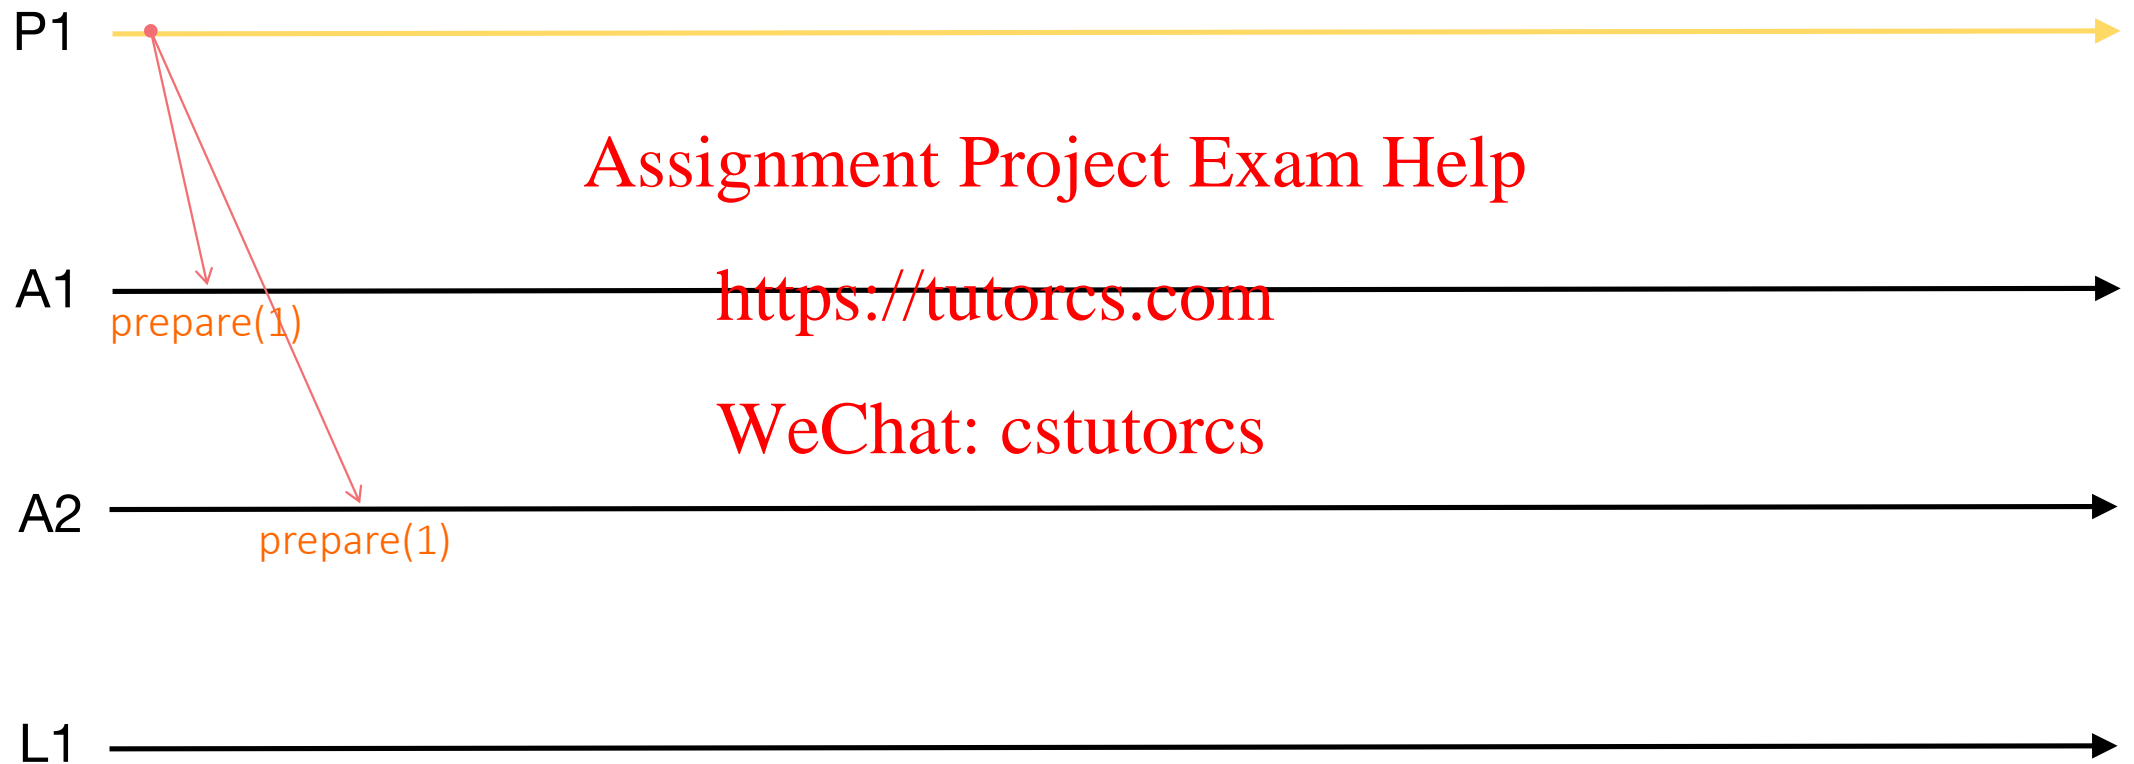 P1
Assignment Project Exam Help
A1
https://tutorcs.com
prepare(1)
WeChat: cstutorcs
A2
prepare(1)
L1